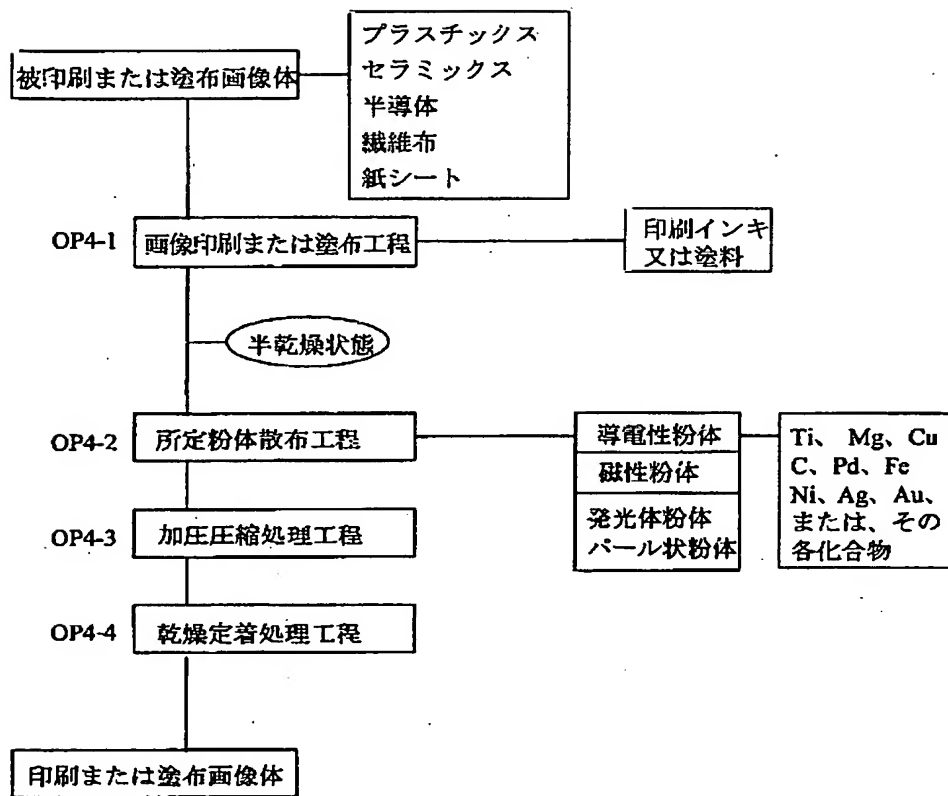 被印刷または塗布画像体
プラスチックス
セラミックス
半導体
繊維布
紙シート
OP4-1
画像印刷または塗布工程
印刷インキ
又は塗料
半乾燥状態
OP4-2
所定粉体散布工程
導電性粉体
磁性粉体
発光体粉体
パール状粉体
Ti、 Mg、Cu
C、Pd、Fe
Ni、Ag、Au、
または、その
各化合物
OP4-3
加圧圧縮処理工程
OP4-4
乾燥定着処理工程
印刷または塗布画像体